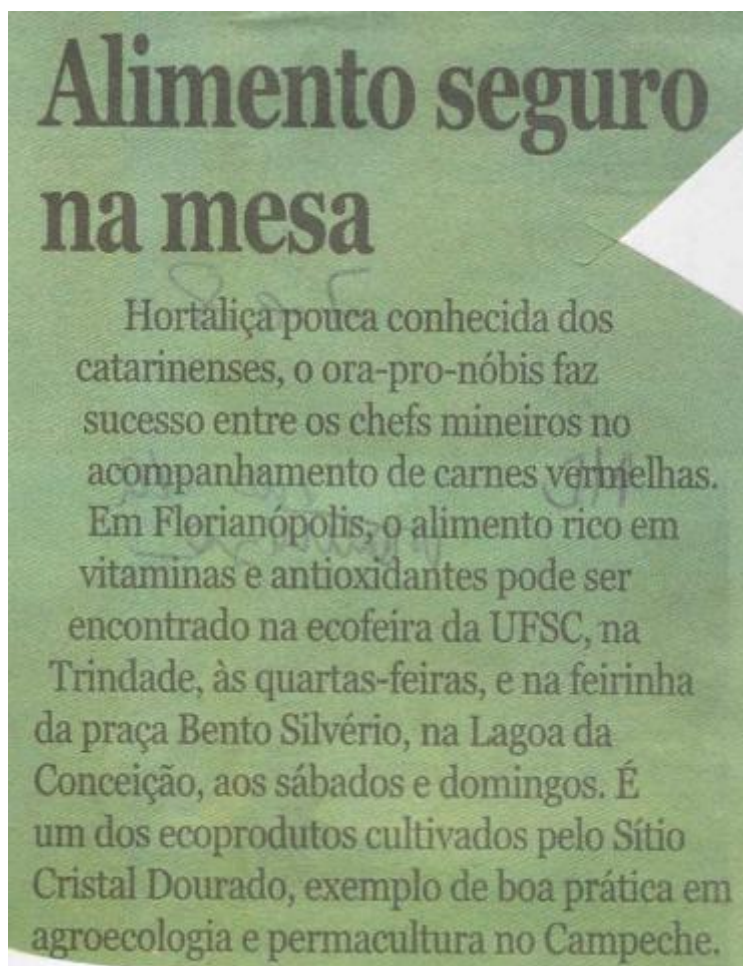 Alimento seguro
na mesa
Hortaliça pouca conhecida dos
catarinenses, o ora-pro-nóbis faz
sucesso entre os chefs mineiros no
acompanhamento de carnes vermelhas.
Em Florianópolis, o alimento rico em
vitaminas e antioxidantes pode ser
encontrado na ecofeira da UFSC, na
Trindade, às quartas-feiras, e na feirinha
da praça Bento Silvério, na Lagoa da
Conceição, aos sábados e domingos. É
um dos ecoprodutos cultivados pelo Sítio
Cristal Dourado, exemplo de boa prática em
agroecologia e permacultura no Campeche.